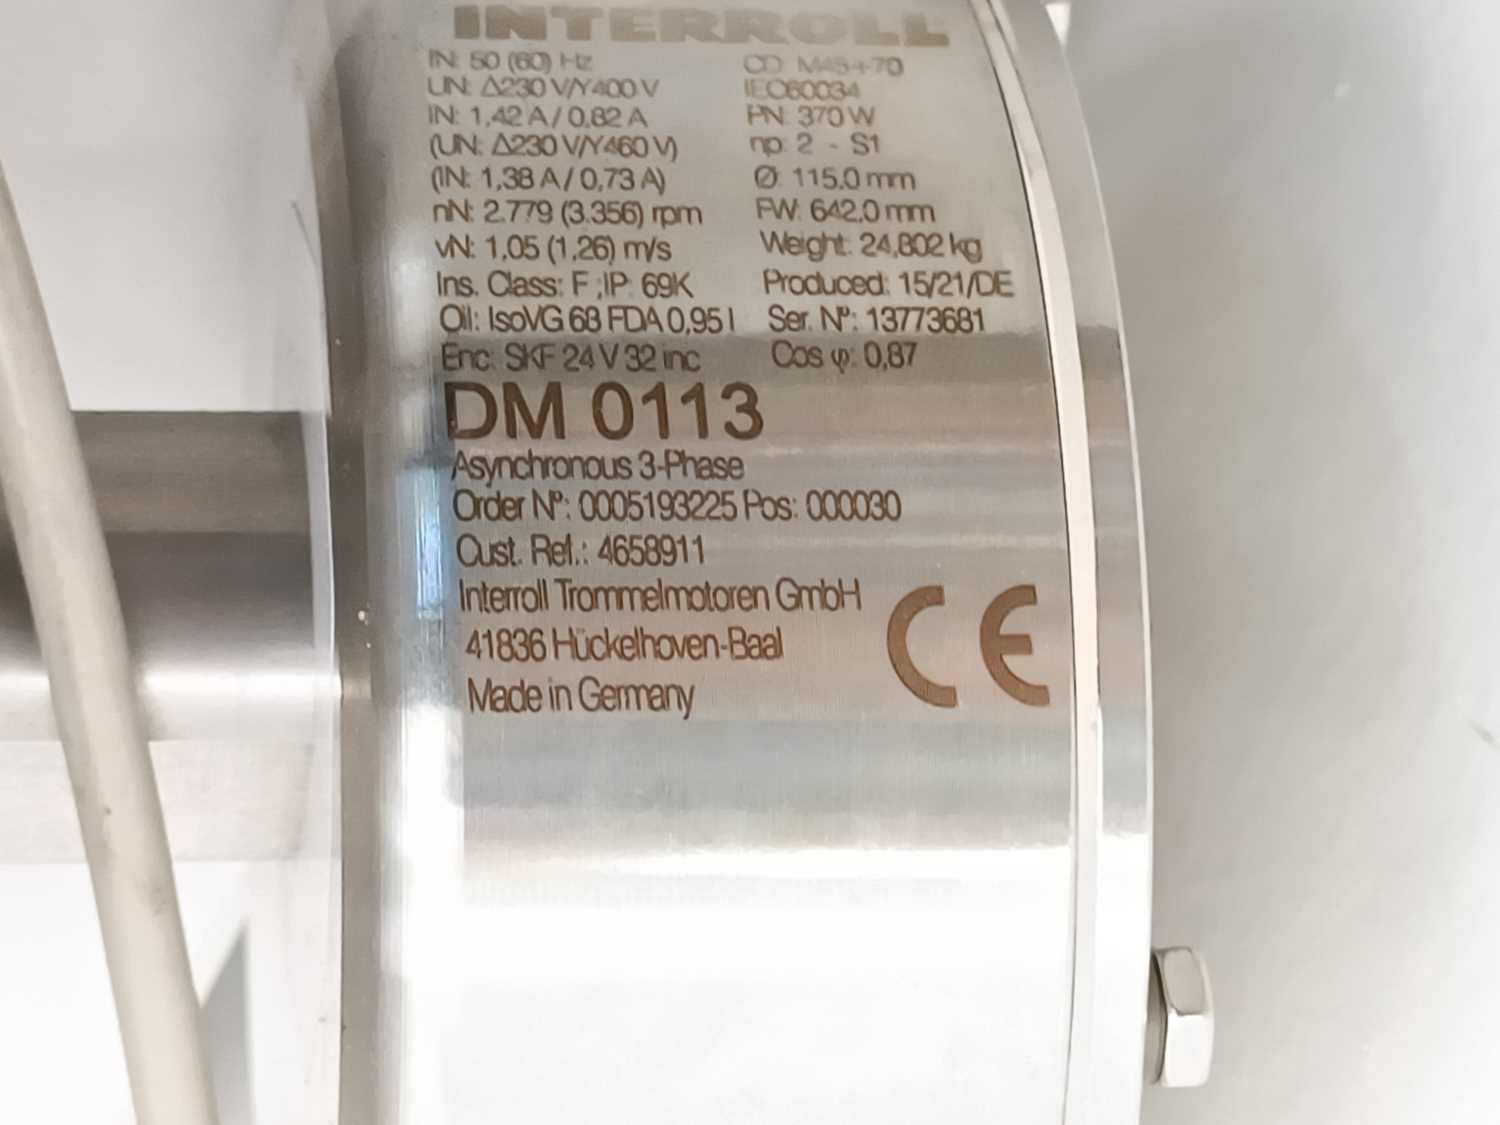 INTERROLL
fN: 50 (60) Hz
UN: Δ230 V/Y400 V
IN: 1,42 A / 0,82 A
(UN: Δ230 V/Y460 V)
(IN: 1,38 A / 0,73 A)
nN: 2.779 (3.356) rpm
vN: 1,05 (1,26) m/s
Ins. Class: F ;IP: 69K
Oil: IsoVG 68 FDA 0,95 l
Enc: SKF 24 V 32 inc
CD: M45+70
IEC60034
PN: 370 W
np: 2 - S1
Ø: 115.0 mm
FW: 642,0 mm
Weight: 24,802 kg
Produced: 15/21/DE
Ser. Nº: 13773681
Cos φ: 0,87
DM 0113
Asynchronous 3-Phase
Order Nº: 0005193225 Pos: 000030
Cust. Ref.: 4658911
Interroll Trommelmotoren GmbH
41836 Hückelhoven-Baal
Made in Germany
CE